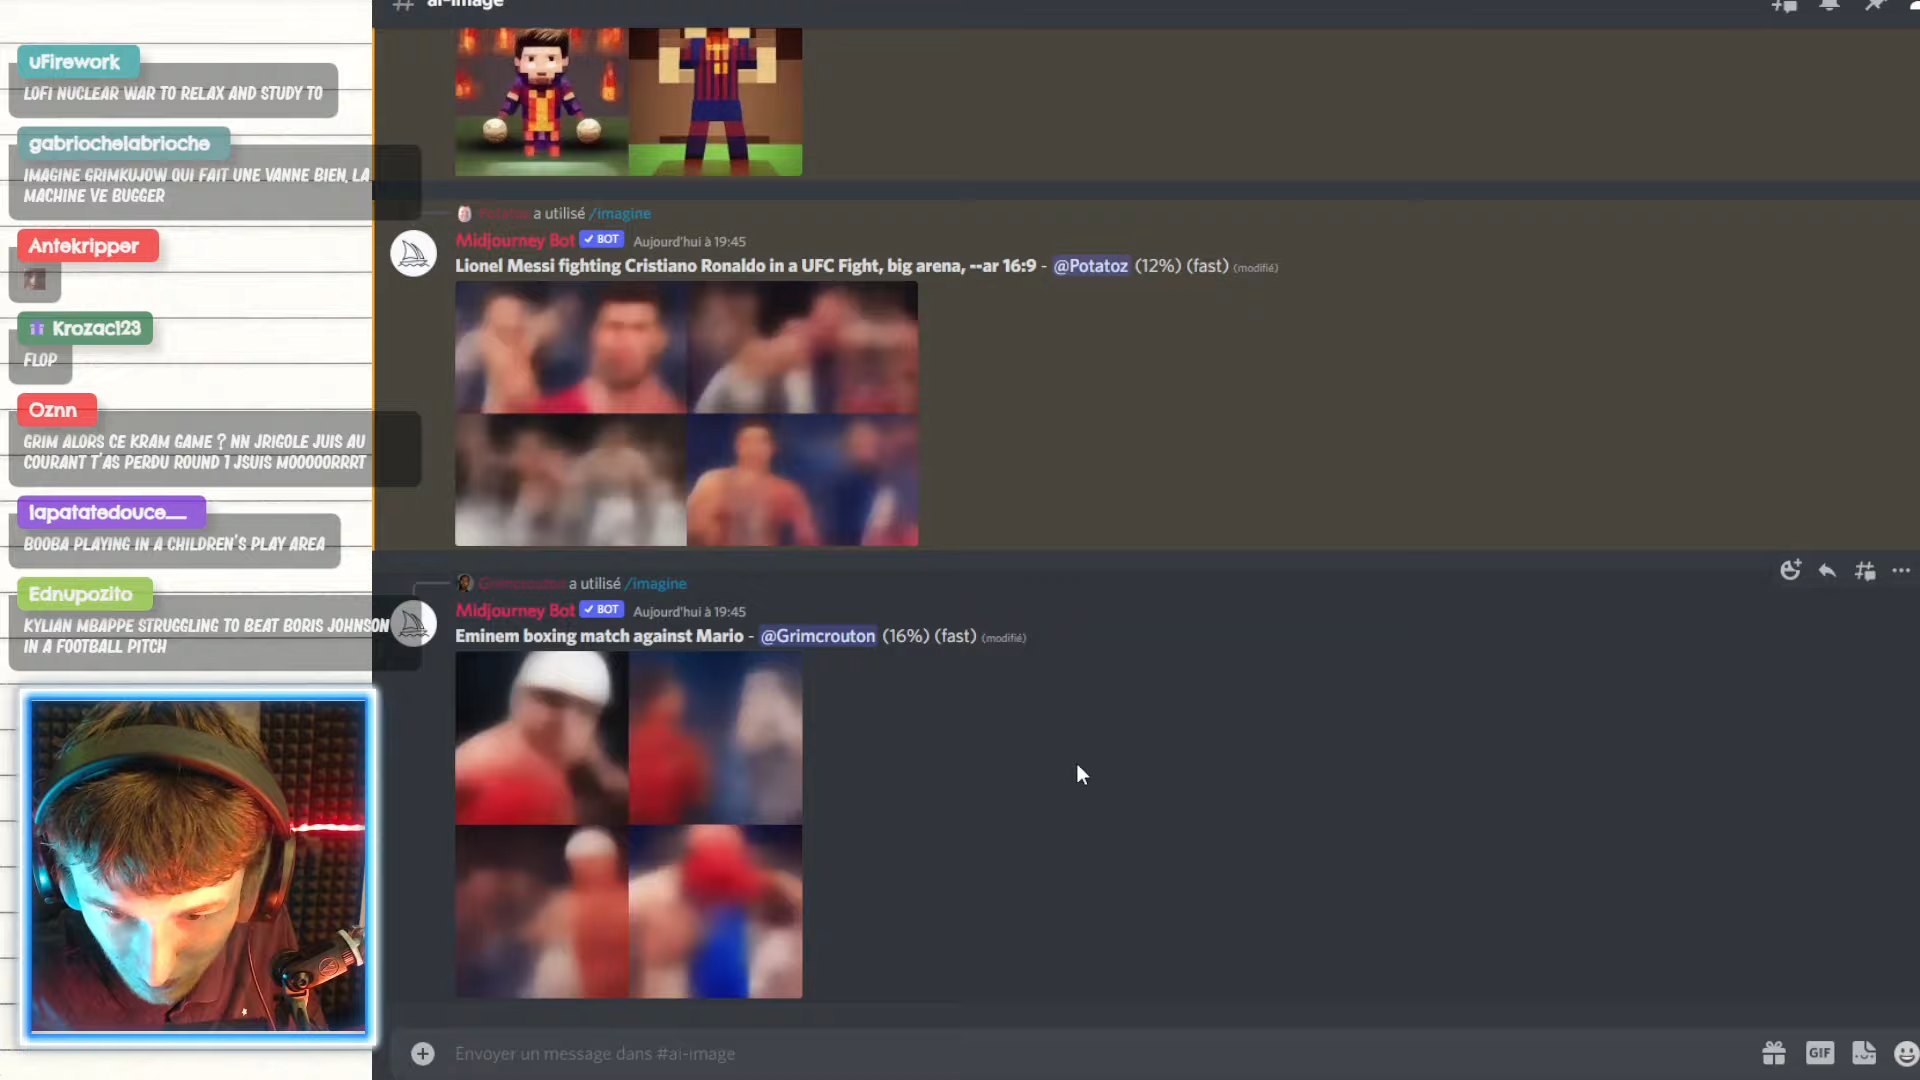 uFirework
LOFI NUCLEAR WAR TO RELAX AND STUDY TO
gabriochelabrioche
IMAGINE GRIMKUJOW QUI FAIT UNE VANNE BIEN, LA
MACHINE VE BUGGER
Antekripper
Krozac123
FLOP
Oznn
GRIM ALORS CE KRAM GAME ? NN JRIGOLE JUIS AU
COURANT T'AS PERDU ROUND 1 JSUIS MOOOOORRRT
lapatatedouce__
BOOBA PLAYING IN A CHILDREN'S PLAY AREA
Ednupozito
KYLIAN MBAPPE STRUGGLING TO BEAT BORIS JOHNSON
IN A FOOTBALL PITCH
ai-image
Potatoz a utilisé /imagine
Midjourney Bot BOT Aujourd'hui à 19:45
Lionel Messi fighting Cristiano Ronaldo in a UFC Fight, big arena, --ar 16:9 - @Potatoz (12%) (fast) (modifié)
Grimcrouton a utilisé /imagine
Midjourney Bot BOT Aujourd'hui à 19:45
Eminem boxing match against Mario - @Grimcrouton (16%) (fast) (modifié)
Envoyer un message dans #ai-image
GIF